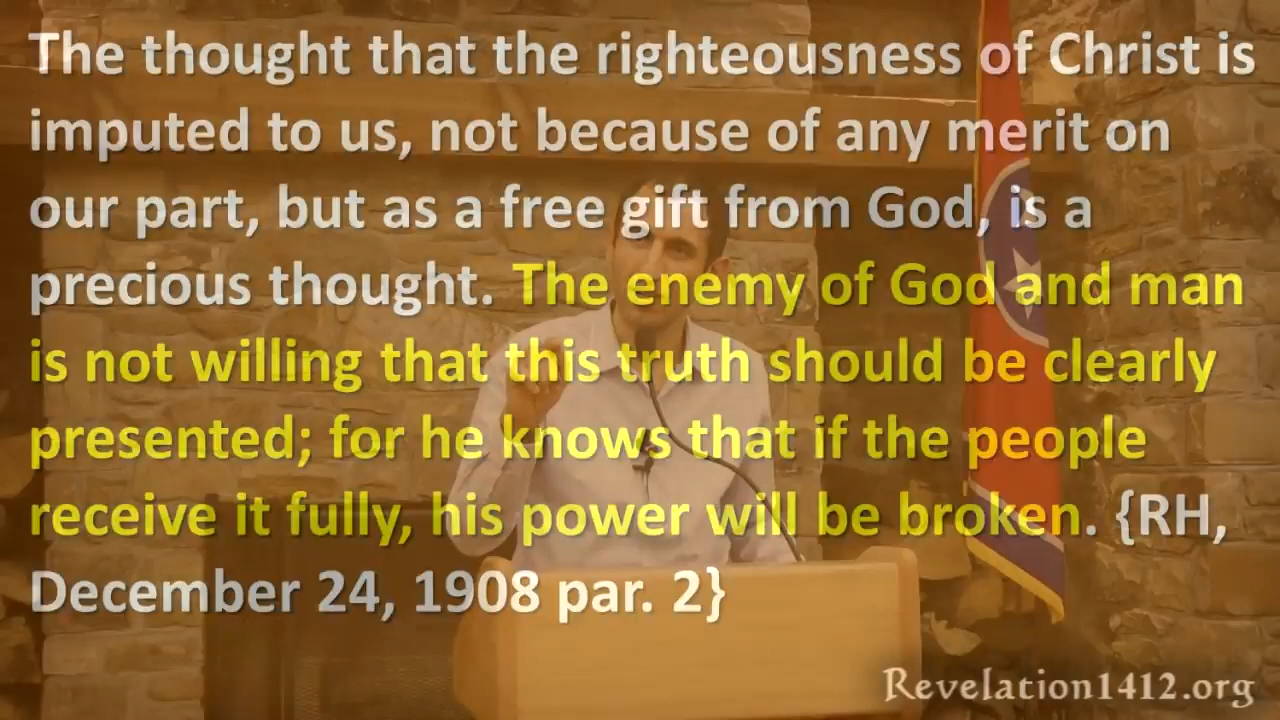 The thought that the righteousness of Christ is
imputed to us, not because of any merit on
our part, but as a free gift from God, is a
precious thought. The enemy of God and man
is not willing that this truth should be clearly
presented; for he knows that if the people
receive it fully, his power will be broken. {RH,
December 24, 1908 par. 2}
Revelation1412.org